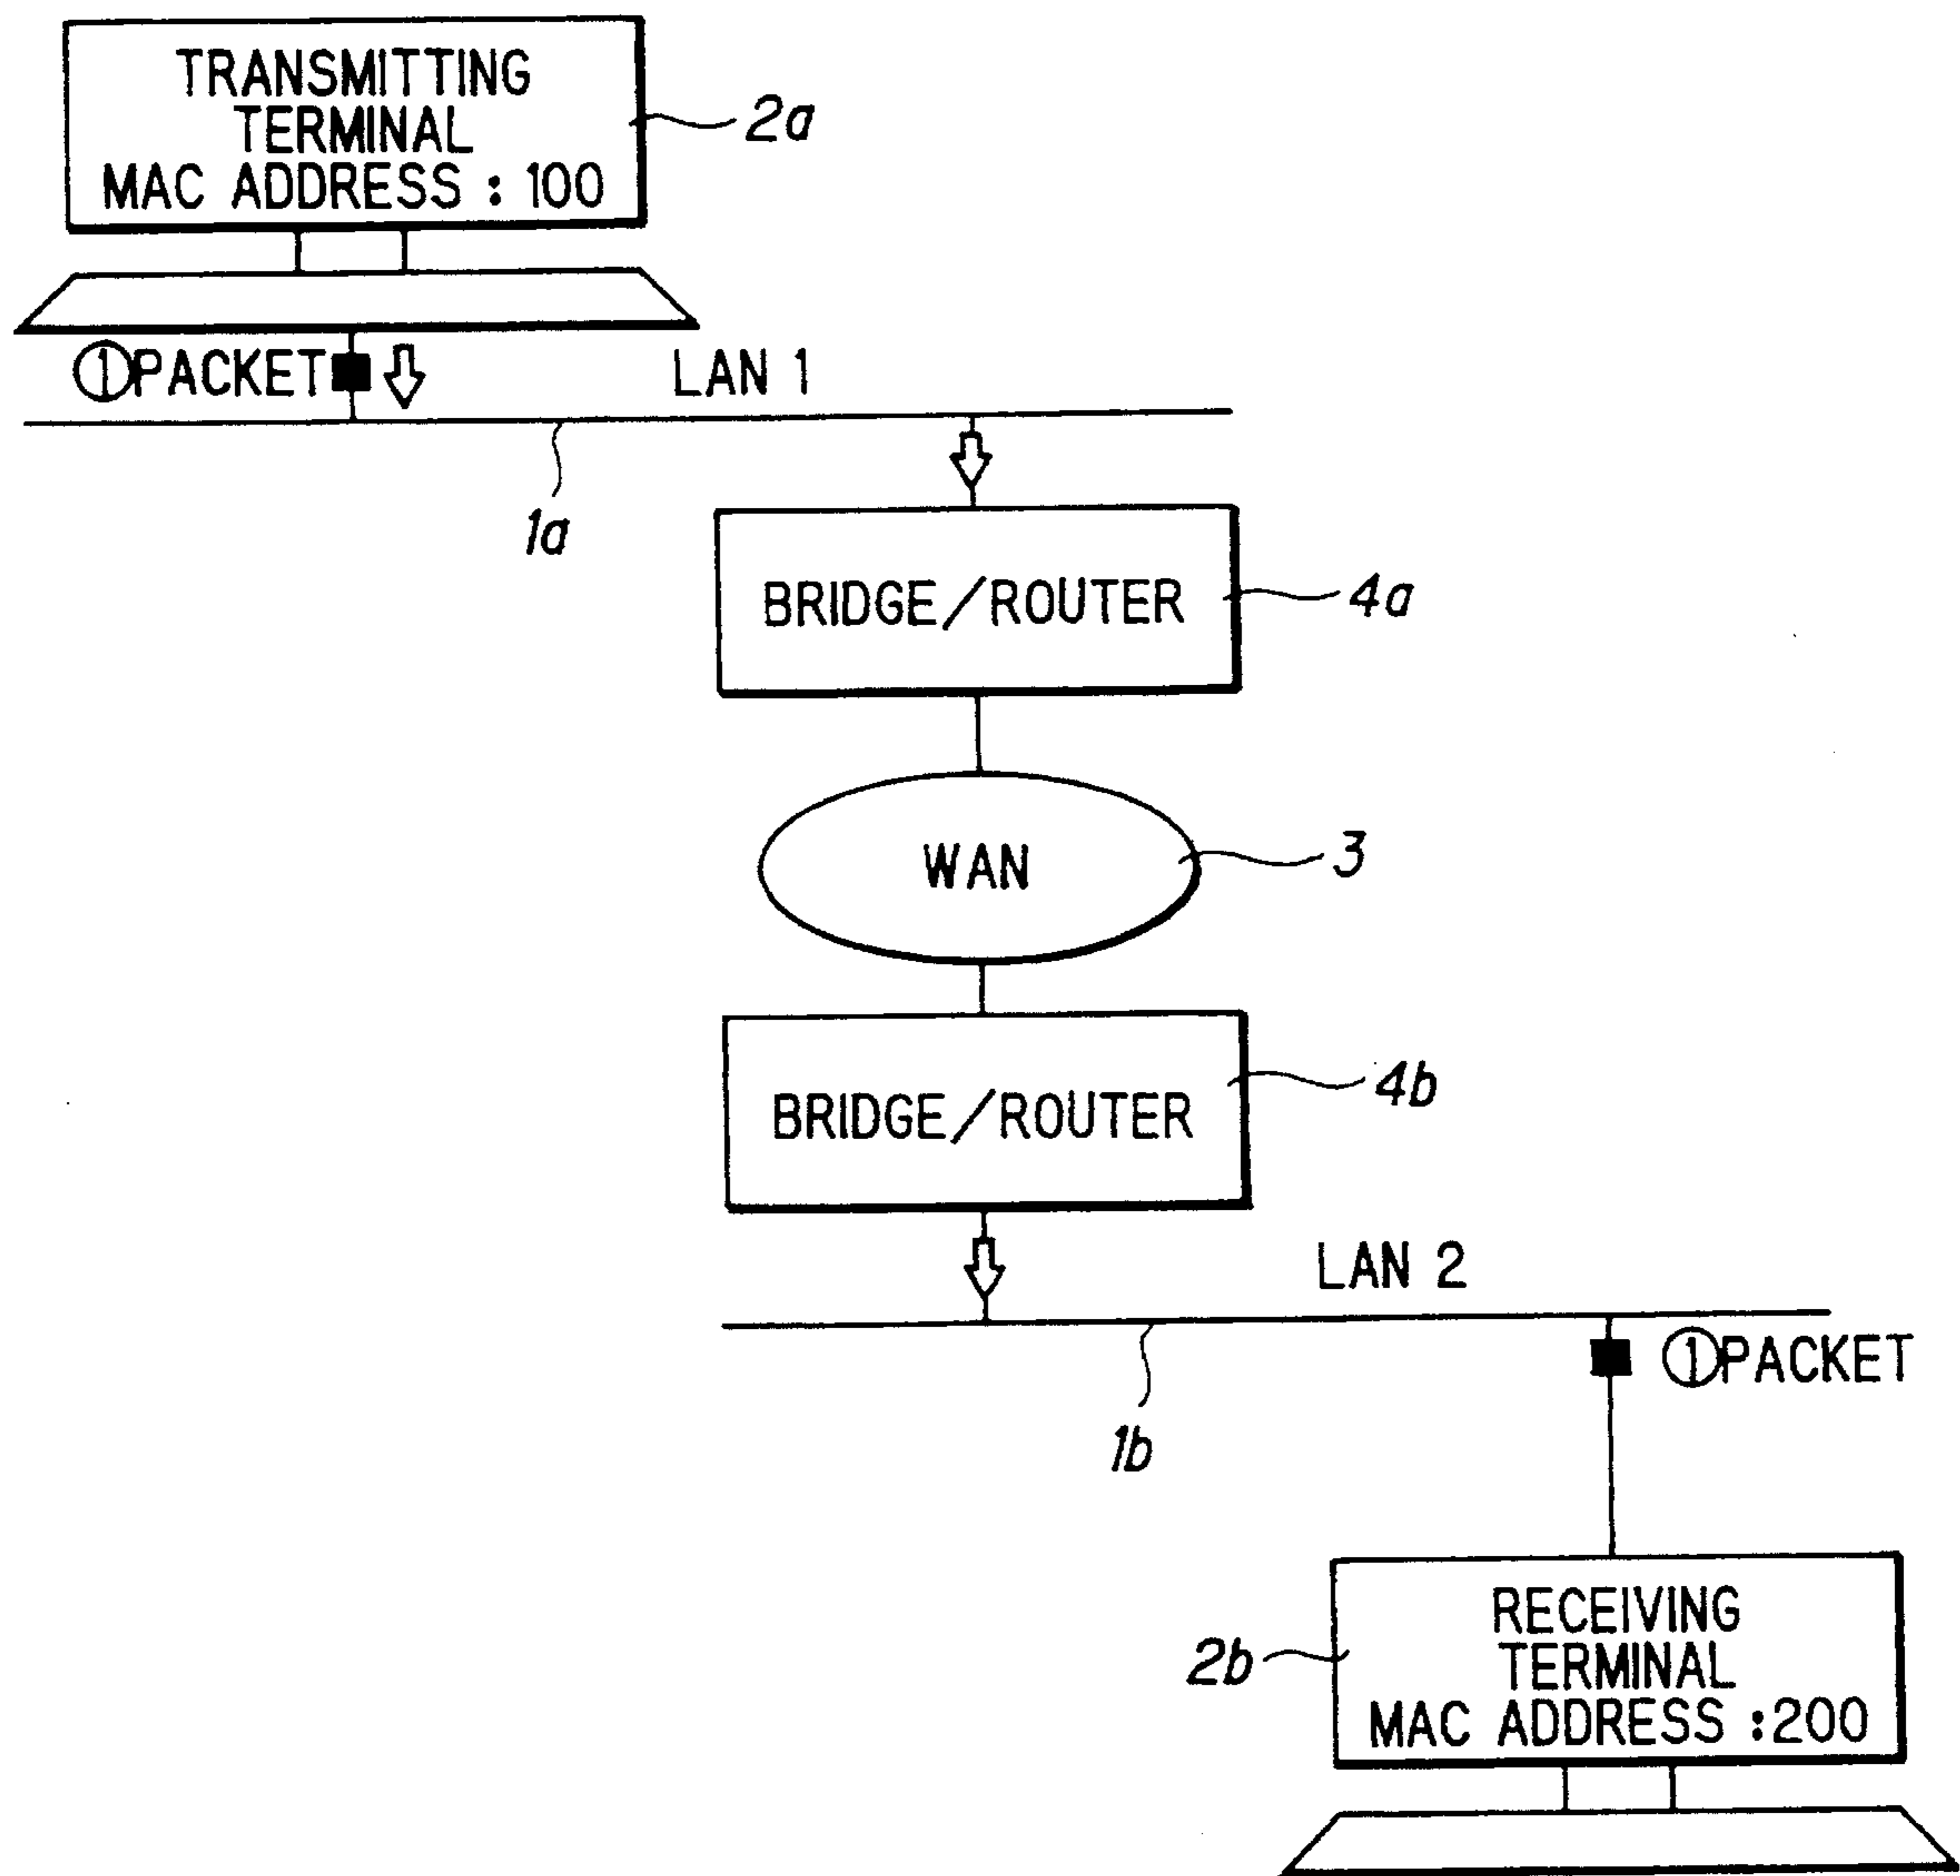 TRANSMITTING
TERMINAL
MAC ADDRESS : 100
2a
①PACKET
LAN 1
1a
BRIDGE/ROUTER
4a
WAN
3
BRIDGE/ROUTER
4b
LAN 2
①PACKET
1b
RECEIVING
TERMINAL
MAC ADDRESS :200
2b